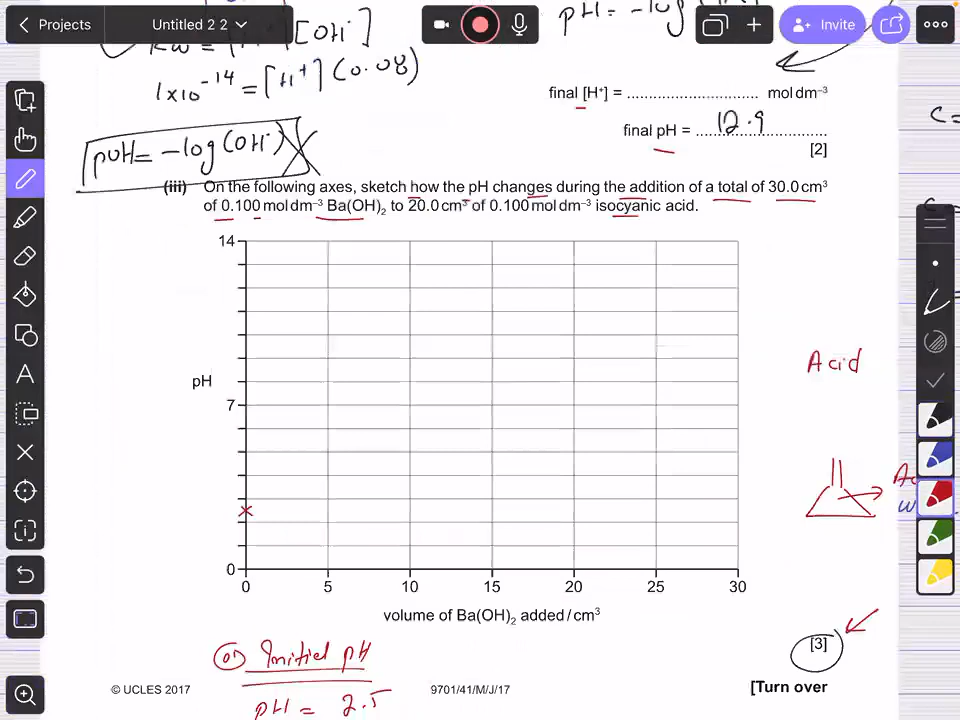 Projects
Untitled 2 2
Invite
pH = -log
Kw = [H⁺][OH⁻]
1x10⁻¹⁴ = [H⁺] (0.08)
final [H⁺] = .............................. mol dm⁻³
final pH = 12.9
[2]
pOH = -log(OH⁻)
(iii) On the following axes, sketch how the pH changes during the addition of a total of 30.0 cm³
of 0.100 mol dm⁻³ Ba(OH)₂ to 20.0 cm³ of 0.100 mol dm⁻³ isocyanic acid.
14
pH
7
0
0 5 10 15 20 25 30
volume of Ba(OH)₂ added / cm³
Acid
[3]
Initial pH
pH = 2.5
© UCLES 2017
9701/41/M/J/17
[Turn over